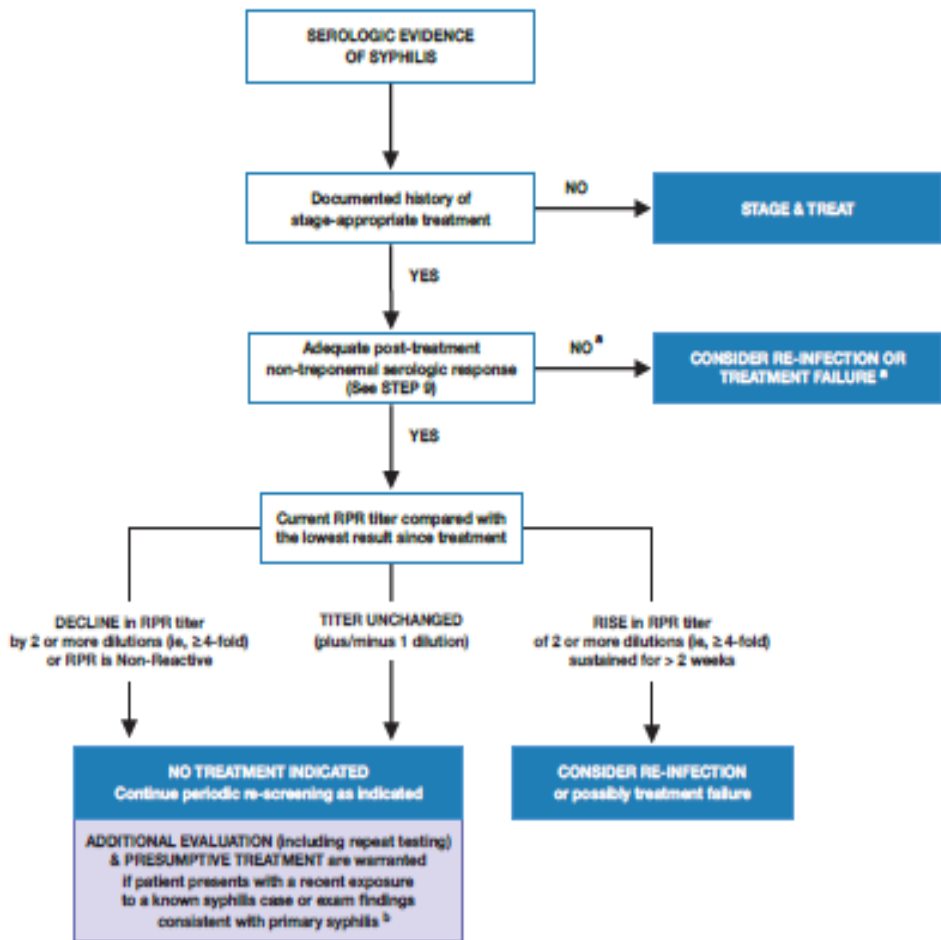 SEROLOGIC EVIDENCE
OF SYPHILIS
Documented history of
stage-appropriate treatment
NO
STAGE & TREAT
YES
Adequate post-treatment
non-treponemal serologic response
(See STEP 9)
NO a
CONSIDER RE-INFECTION OR
TREATMENT FAILURE a
YES
Current RPR titer compared with
the lowest result since treatment
DECLINE in RPR titer
by 2 or more dilutions (ie, ≥4-fold)
or RPR is Non-Reactive
TITER UNCHANGED
(plus/minus 1 dilution)
RISE in RPR titer
of 2 or more dilutions (ie, ≥4-fold)
sustained for > 2 weeks
NO TREATMENT INDICATED
Continue periodic re-screening as indicated
CONSIDER RE-INFECTION
or possibly treatment failure
ADDITIONAL EVALUATION (including repeat testing)
& PRESUMPTIVE TREATMENT are warranted
if patient presents with a recent exposure
to a known syphilis case or exam findings
consistent with primary syphilis b